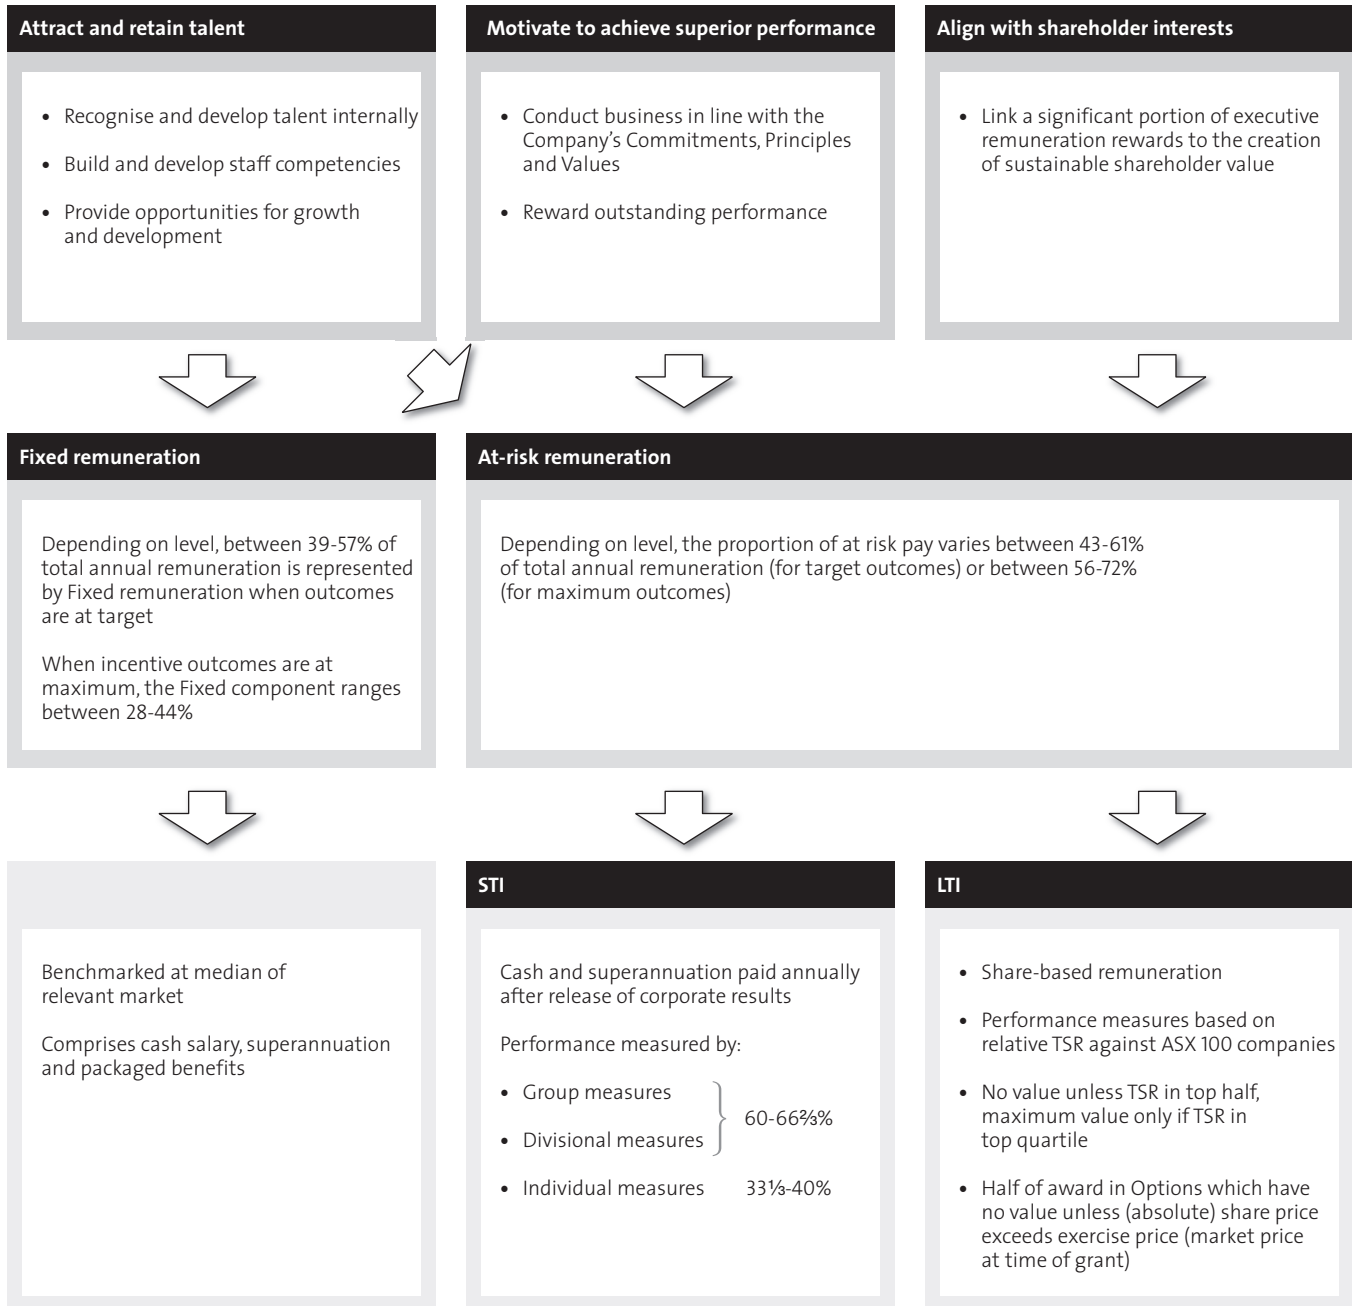 Attract and retain talent
• Recognise and develop talent internally
• Build and develop staff competencies
• Provide opportunities for growth
and development
Motivate to achieve superior performance
• Conduct business in line with the
Company's Commitments, Principles
and Values
• Reward outstanding performance
Align with shareholder interests
• Link a significant portion of executive
remuneration rewards to the creation
of sustainable shareholder value
Fixed remuneration
Depending on level, between 39-57% of
total annual remuneration is represented
by Fixed remuneration when outcomes
are at target
When incentive outcomes are at
maximum, the Fixed component ranges
between 28-44%
At-risk remuneration
Depending on level, the proportion of at risk pay varies between 43-61%
of total annual remuneration (for target outcomes) or between 56-72%
(for maximum outcomes)
Benchmarked at median of
relevant market
Comprises cash salary, superannuation
and packaged benefits
STI
Cash and superannuation paid annually
after release of corporate results
Performance measured by:
• Group measures
• Divisional measures
60-66⅔%
• Individual measures 33⅓-40%
LTI
• Share-based remuneration
• Performance measures based on
relative TSR against ASX 100 companies
• No value unless TSR in top half,
maximum value only if TSR in
top quartile
• Half of award in Options which have
no value unless (absolute) share price
exceeds exercise price (market price
at time of grant)